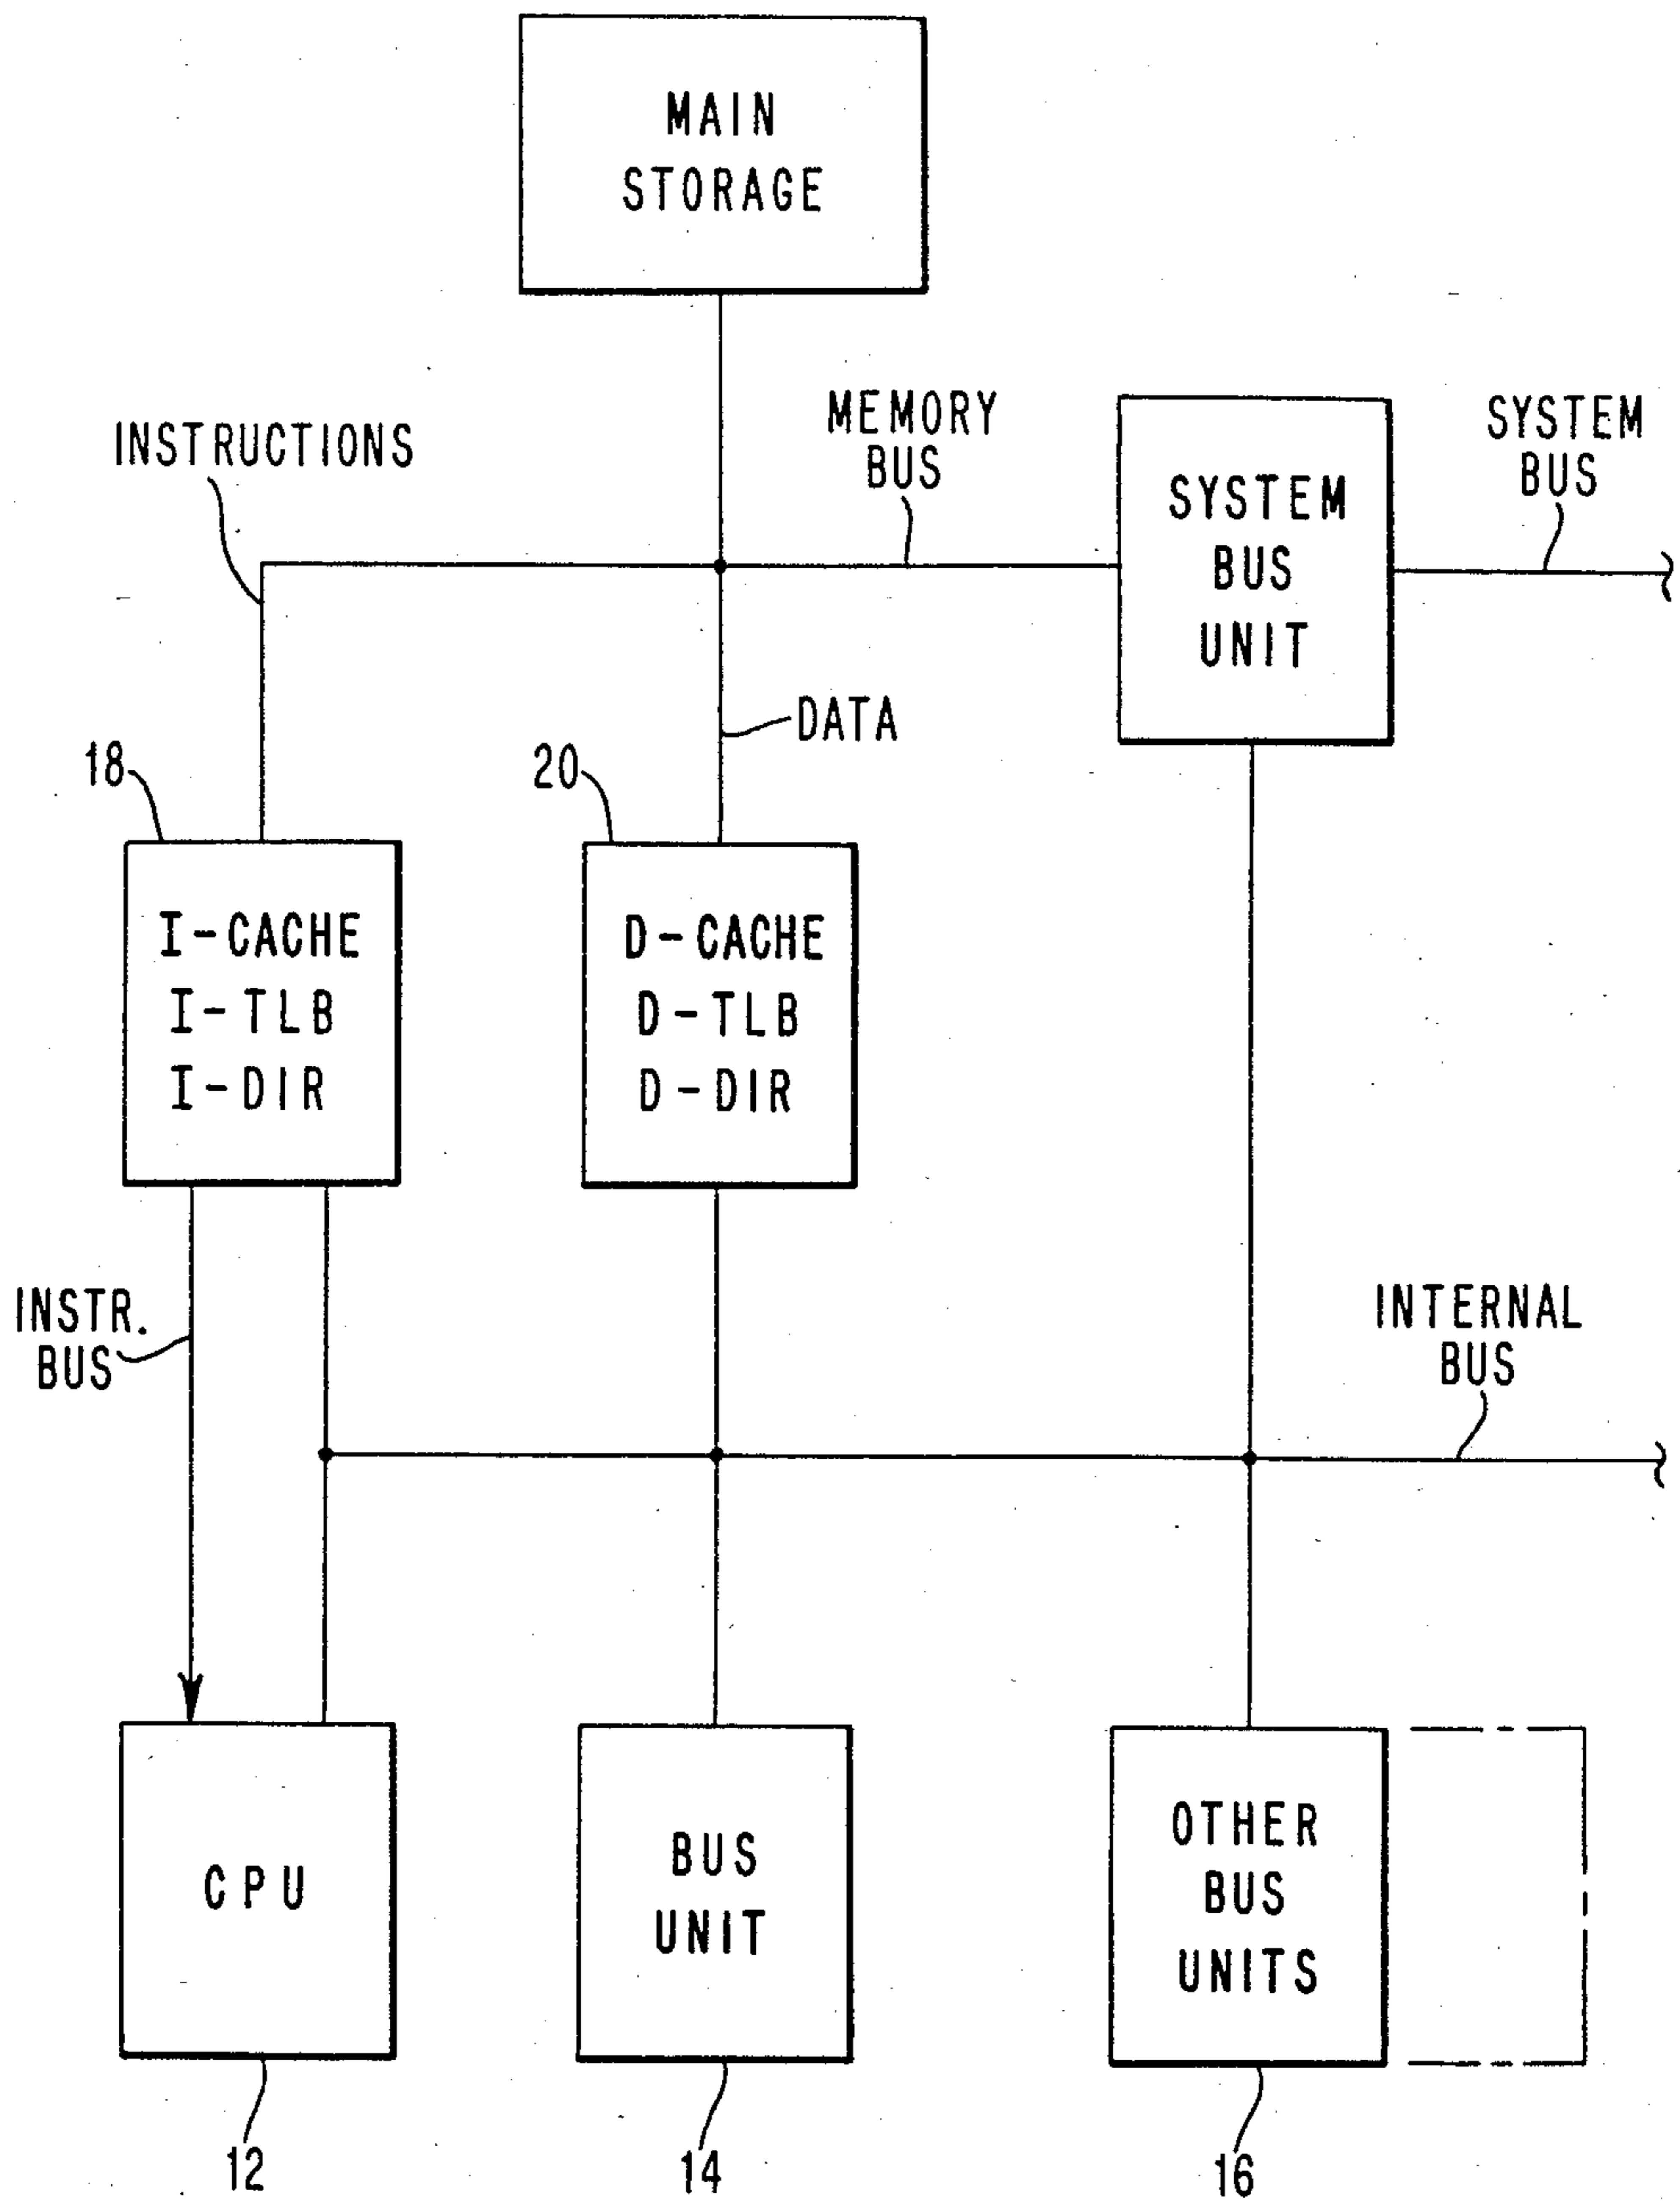 MAIN
STORAGE
INSTRUCTIONS
MEMORY
BUS
SYSTEM
BUS
UNIT
SYSTEM
BUS
DATA
18
20
I-CACHE
I-TLB
I-DIR
D-CACHE
D-TLB
D-DIR
INSTR.
BUS
INTERNAL
BUS
CPU
BUS
UNIT
OTHER
BUS
UNITS
12
14
16